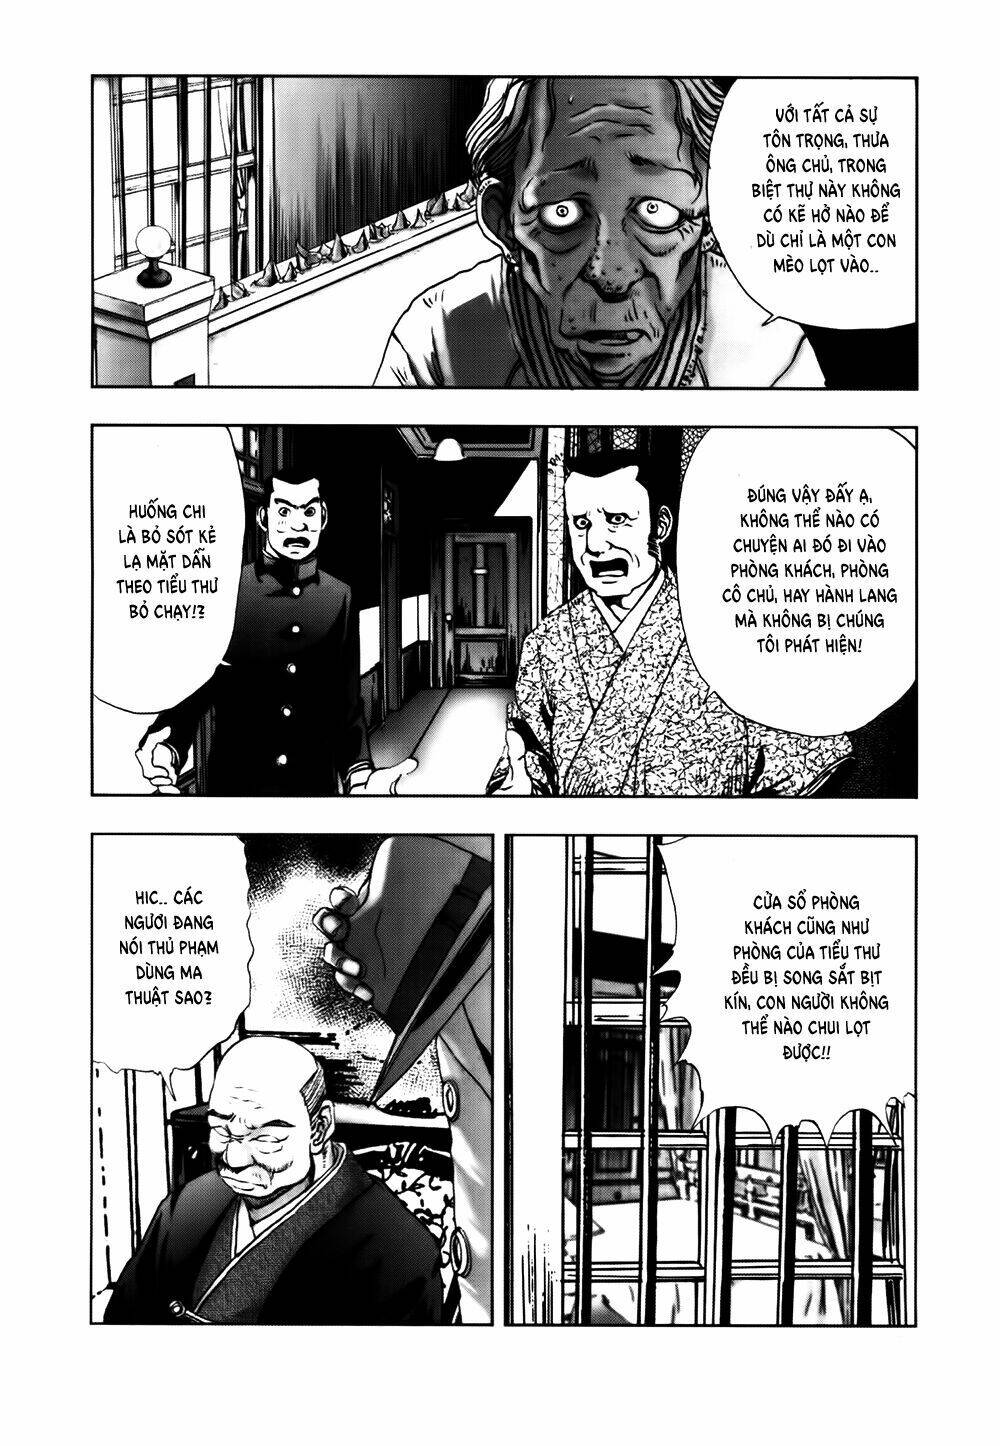 VỚI TẤT CẢ SỰ
TÔN TRỌNG, THƯA
ÔNG CHỦ, TRONG
BIỆT THỰ NÀY KHÔNG
CÓ KẼ HỞ NÀO ĐỂ
DÙ CHỈ LÀ MỘT CON
MÈO LỌT VÀO..
ĐÚNG VẬY ĐẤY Ạ,
KHÔNG THỂ NÀO CÓ
CHUYỆN AI ĐÓ ĐI VÀO
PHÒNG KHÁCH, PHÒNG
CÔ CHỦ, HAY HÀNH LANG
MÀ KHÔNG BỊ CHÚNG
TÔI PHÁT HIỆN!
HUỐNG CHI
LÀ BỎ SÓT KẺ
LẠ MẶT DẪN
THEO TIỂU THƯ
BỎ CHẠY!?
CỬA SỔ PHÒNG
KHÁCH CŨNG NHƯ
PHÒNG CỦA TIỂU THƯ
ĐỀU BỊ SONG SẮT BỊT
KÍN, CON NGƯỜI KHÔNG
THỂ NÀO CHUI LỌT
ĐƯỢC!!
HIC.. CÁC
NGƯƠI ĐANG
NÓI THỦ PHẠM
DÙNG MA
THUẬT SAO?